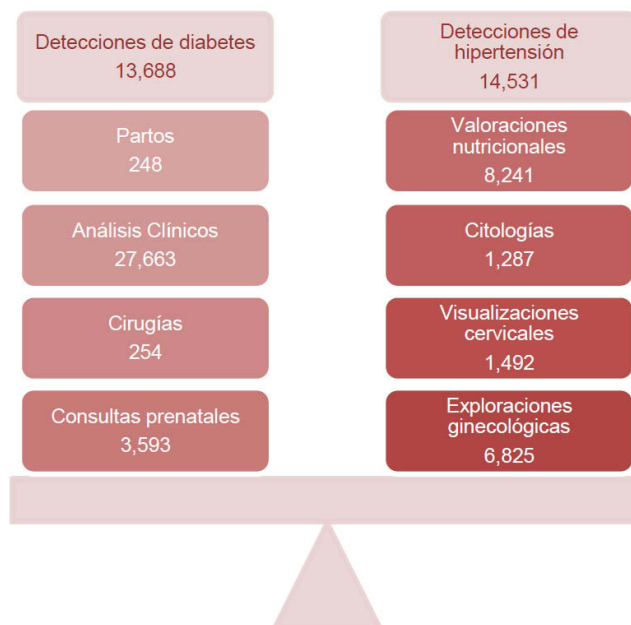 Detecciones de diabetes
13,688
Partos
248
Análisis Clínicos
27,663
Cirugías
254
Consultas prenatales
3,593
Detecciones de
hipertensión
14,531
Valoraciones
nutricionales
8,241
Citologías
1,287
Visualizaciones
cervicales
1,492
Exploraciones
ginecológicas
6,825